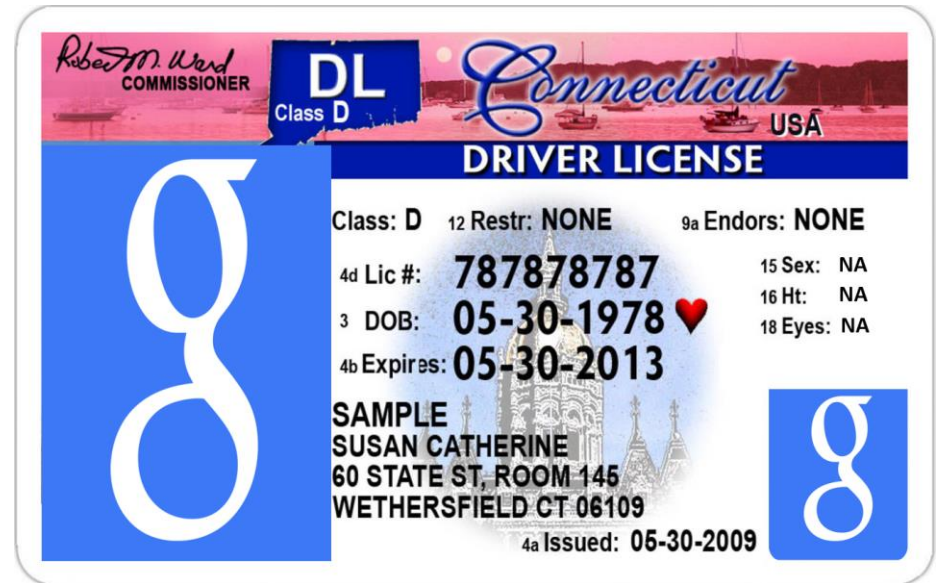 Robert M. Ward
COMMISSIONER
DL
Class D
Connecticut
USA
DRIVER LICENSE
Class: D 12 Restr: NONE 9a Endors: NONE
4d Lic #: 787878787
3 DOB: 05-30-1978
4b Expires: 05-30-2013
15 Sex: NA
16 Ht: NA
18 Eyes: NA
SAMPLE
SUSAN CATHERINE
60 STATE ST, ROOM 145
WETHERSFIELD CT 06109
4a Issued: 05-30-2009
g
g